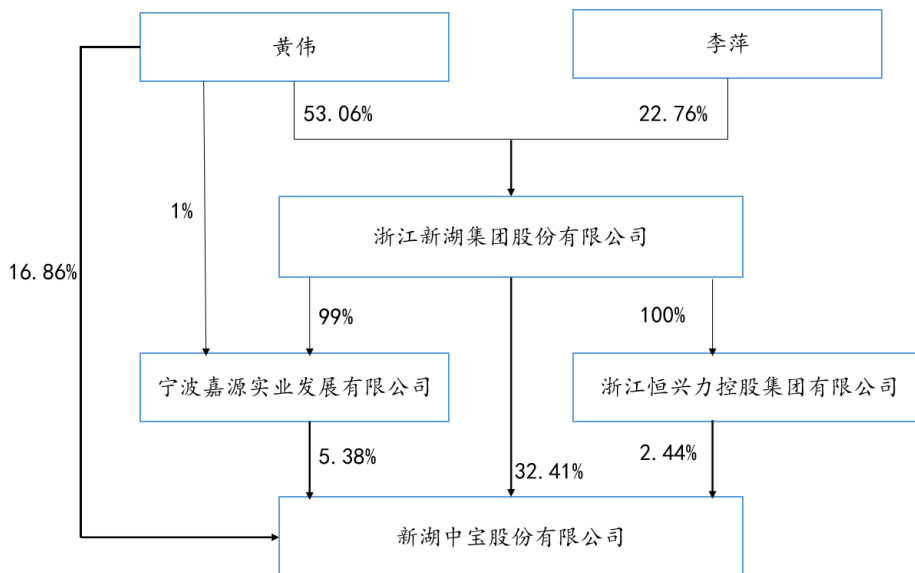 黄伟
李萍
53.06%
22.76%
1%
浙江新湖集团股份有限公司
16.86%
99%
100%
宁波嘉源实业发展有限公司
浙江恒兴力控股集团有限公司
5.38%
32.41%
2.44%
新湖中宝股份有限公司